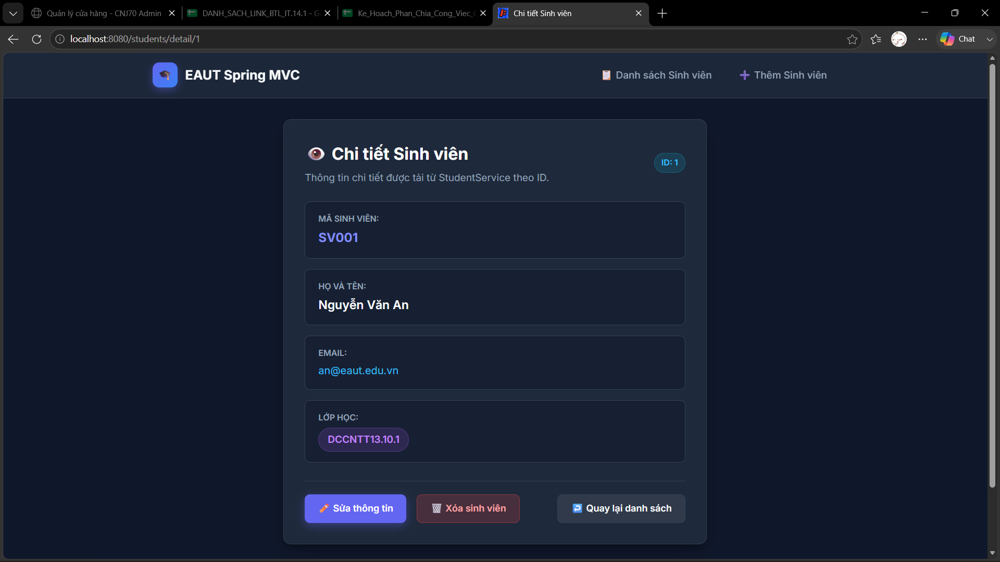 Quản lý cửa hàng - CNJ70 Admin
DANH_SACH_LINK_BTL_IT.14.1 - G
Ke_Hoach_Phan_Chia_Cong_Viec_
Chi tiết Sinh viên
localhost:8080/students/detail/1
Chat
EAUT Spring MVC
Danh sách Sinh viên
Thêm Sinh viên
Chi tiết Sinh viên
ID: 1
Thông tin chi tiết được tải từ StudentService theo ID.
MÃ SINH VIÊN:
SV001
HỌ VÀ TÊN:
Nguyễn Văn An
EMAIL:
an@eaut.edu.vn
LỚP HỌC:
DCCNTT13.10.1
Sửa thông tin
Xóa sinh viên
Quay lại danh sách